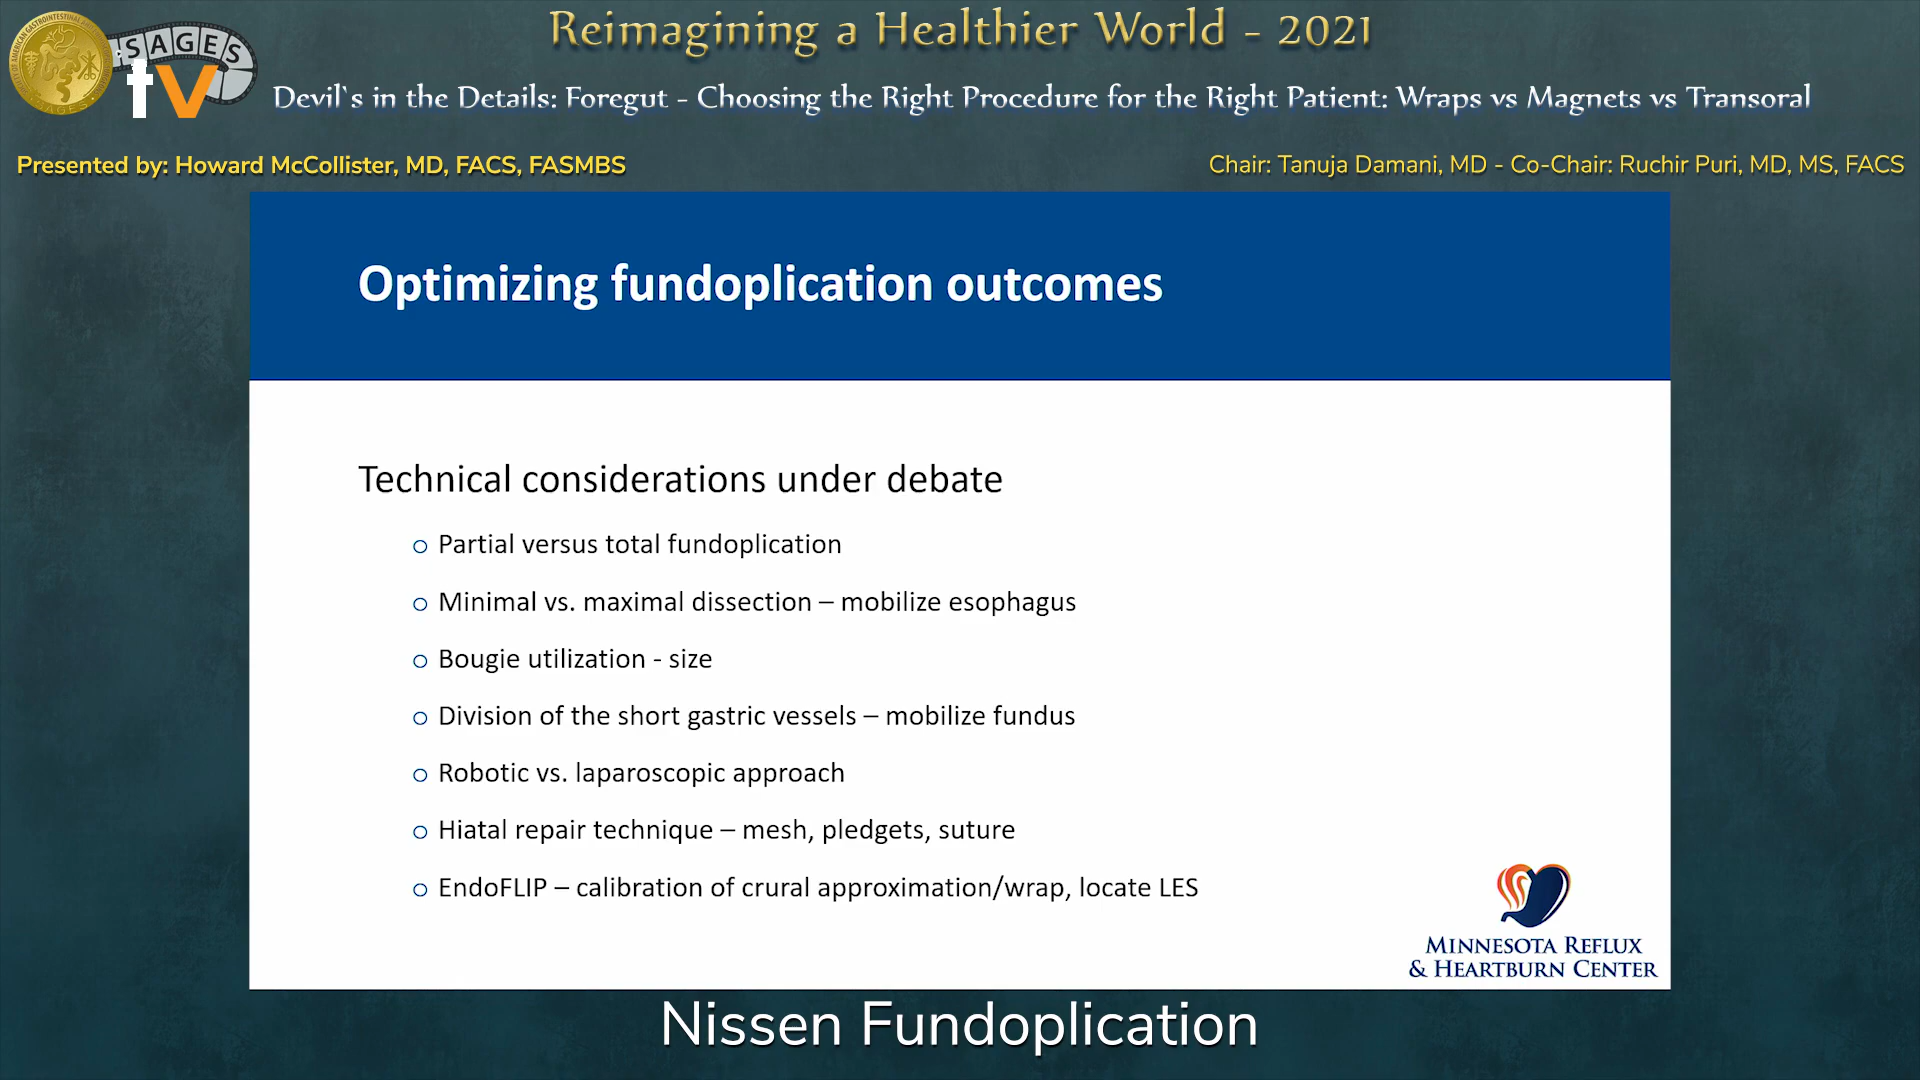 Reimagining a Healthier World - 2021
SAGES
tv
Devil`s in the Details: Foregut - Choosing the Right Procedure for the Right Patient: Wraps vs Magnets vs Transoral
Presented by: Howard McCollister, MD, FACS, FASMBS
Chair: Tanuja Damani, MD - Co-Chair: Ruchir Puri, MD, MS, FACS
Optimizing fundoplication outcomes
Technical considerations under debate
o Partial versus total fundoplication
o Minimal vs. maximal dissection – mobilize esophagus
o Bougie utilization - size
o Division of the short gastric vessels – mobilize fundus
o Robotic vs. laparoscopic approach
o Hiatal repair technique – mesh, pledgets, suture
o EndoFLIP – calibration of crural approximation/wrap, locate LES
MINNESOTA REFLUX
& HEARTBURN CENTER
Nissen Fundoplication